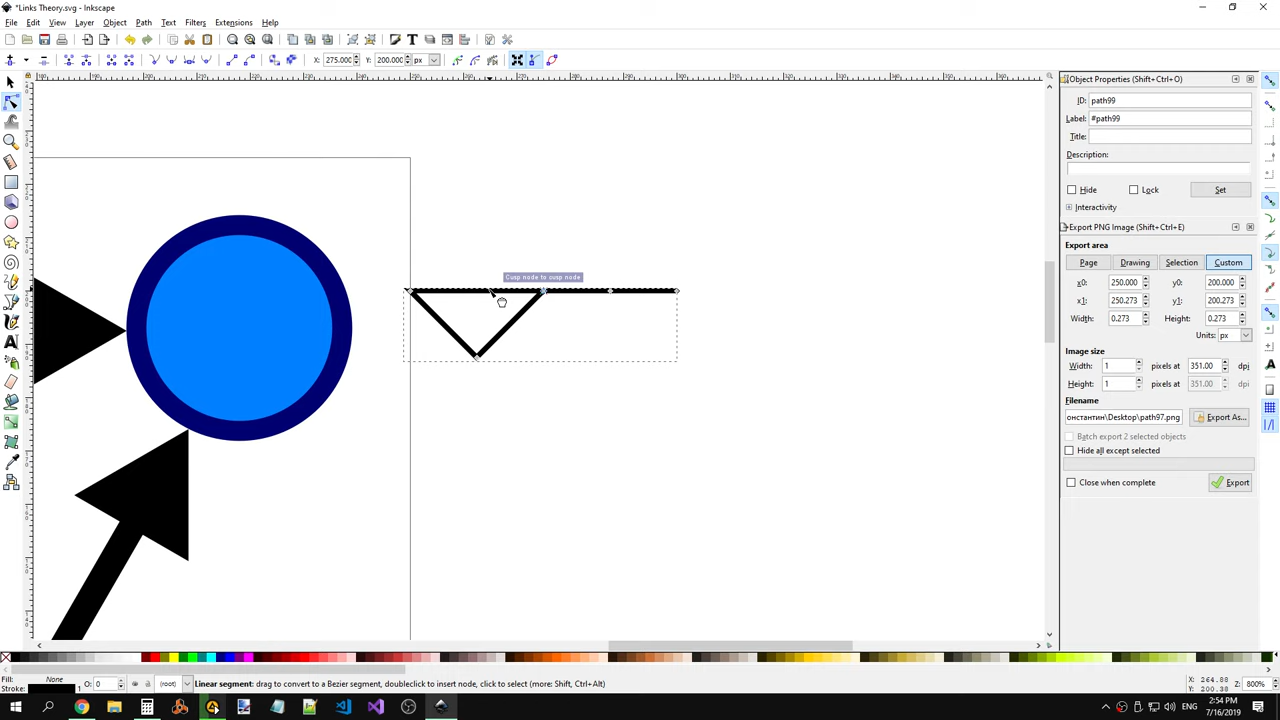 *Links Theory.svg - Inkscape
File Edit View Layer Object Path Text Filters Extensions Help
X: 275.000 Y: 200.000 px
Object Properties (Shift+Ctrl+O)
ID: path99
Label: #path99
Title:
Description:
Hide Lock Set
Interactivity
Export PNG Image (Shift+Ctrl+E)
Export area
Page Drawing Selection Custom
x0: 250.000 y0: 200.000
x1: 250.273 y1: 200.273
Width: 0.273 Height: 0.273
Units: px
Image size
Width: 1 pixels at 351.00 dpi
Height: 1 pixels at 351.00 dpi
Filename
онстантин\Desktop\path97.png Export As...
Batch export 2 selected objects
Hide all except selected
Close when complete Export
Cusp node to cusp node
Fill: None
Stroke: 1 O: 0 (root) Linear segment: drag to convert to a Bezier segment, doubleclick to insert node, click to select (more: Shift, Ctrl+Alt)
X: 264.88
Y: 200.30
Z: 800%
ENG 2:54 PM
7/16/2019